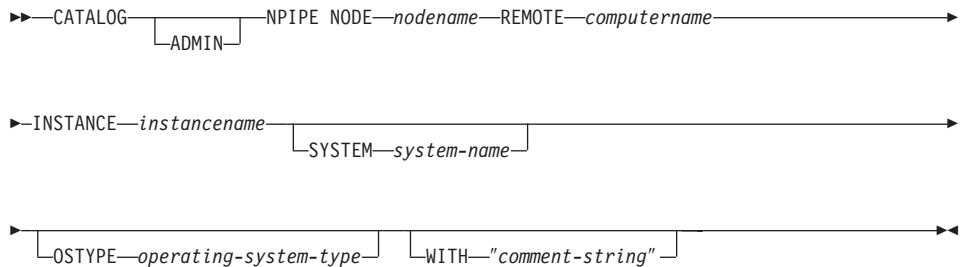 CATALOG NPIPE NODE nodename REMOTE computername
ADMIN
INSTANCE instancename
SYSTEM system-name
OSTYPE operating-system-type WITH "comment-string"